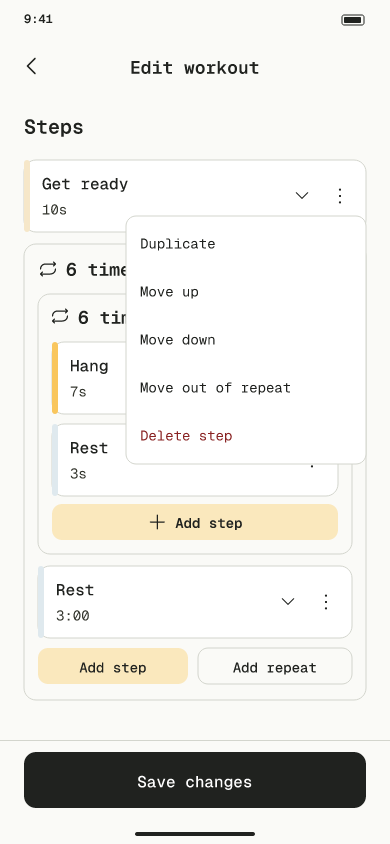 9:41
Edit workout
Steps
Get ready
10s
Duplicate
6 time
Move up
6 tim
Move down
Hang
7s
Move out of repeat
Delete step
Rest
3s
Add step
Rest
3:00
Add step
Add repeat
Save changes